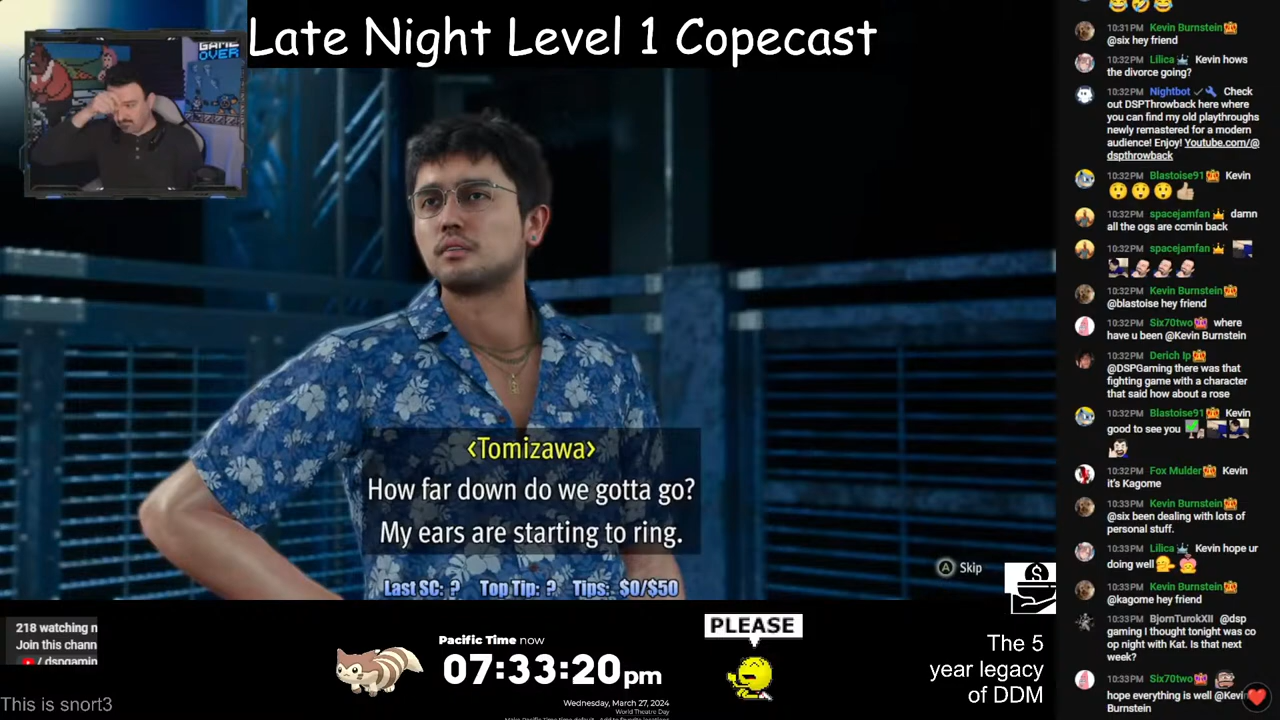 Late Night Level 1 Copecast
GAME
OVER
<Tomizawa>
How far down do we gotta go?
My ears are starting to ring.
A Skip
Last SC: ? Top Tip: ? Tips: $0/$50
218 watching n
Join this chann
/ dspgamin
This is snort3
Pacific Time now
07:33:20pm
Wednesday, March 27, 2024
World Theatre Day
PLEASE
The 5
year legacy
of DDM
10:31PM Kevin Burnstein
@six hey friend
10:32PM Lilica Kevin hows
the divorce going?
10:32PM Nightbot Check
out DSPThrowback here where
you can find my old playthroughs
newly remastered for a modern
audience! Enjoy! Youtube.com/@
dspthrowback
10:32PM Blastoise91 Kevin
10:32PM spacejamfan damn
all the ogs are ccmin back
10:32PM spacejamfan
10:32PM Kevin Burnstein
@blastoise hey friend
10:32PM Six70two where
have u been @Kevin Burnstein
10:32PM Derich Ip
@DSPGaming there was that
fighting game with a character
that said how about a rose
10:32PM Blastoise91 Kevin
good to see you
10:32PM Fox Mulder Kevin
it's Kagome
10:33PM Kevin Burnstein
@six been dealing with lots of
personal stuff.
10:33PM Lilica Kevin hope ur
doing well
10:33PM Kevin Burnstein
@kagome hey friend
10:33PM BjornTurokXII @dsp
gaming I thought tonight was co
op night with Kat. Is that next
week?
10:33PM Six70two
hope everything is well @Kevi
Burnstein